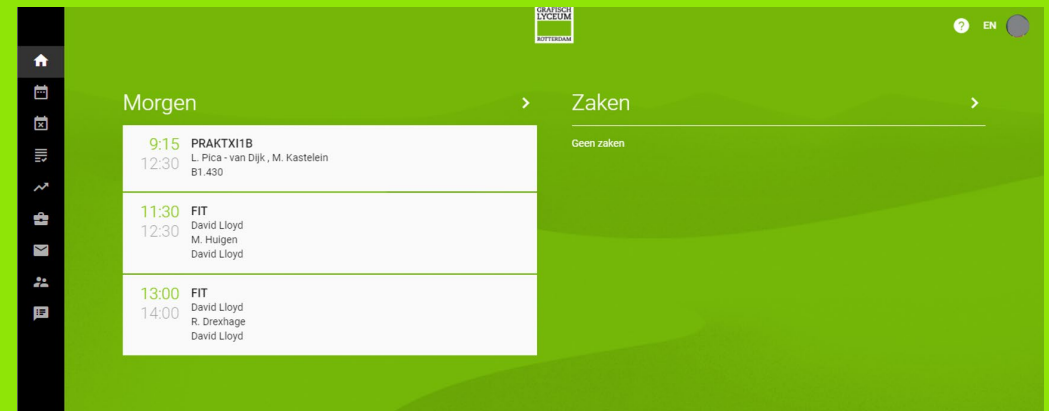 GRAFISCH
LYCEUM
ROTTERDAM
? EN
Morgen
9:15 PRAKTXI1B
12:30 L. Pica - van Dijk , M. Kastelein
B1.430
11:30 FIT
12:30 David Lloyd
M. Huigen
David Lloyd
13:00 FIT
14:00 David Lloyd
R. Drexhage
David Lloyd
Zaken
Geen zaken